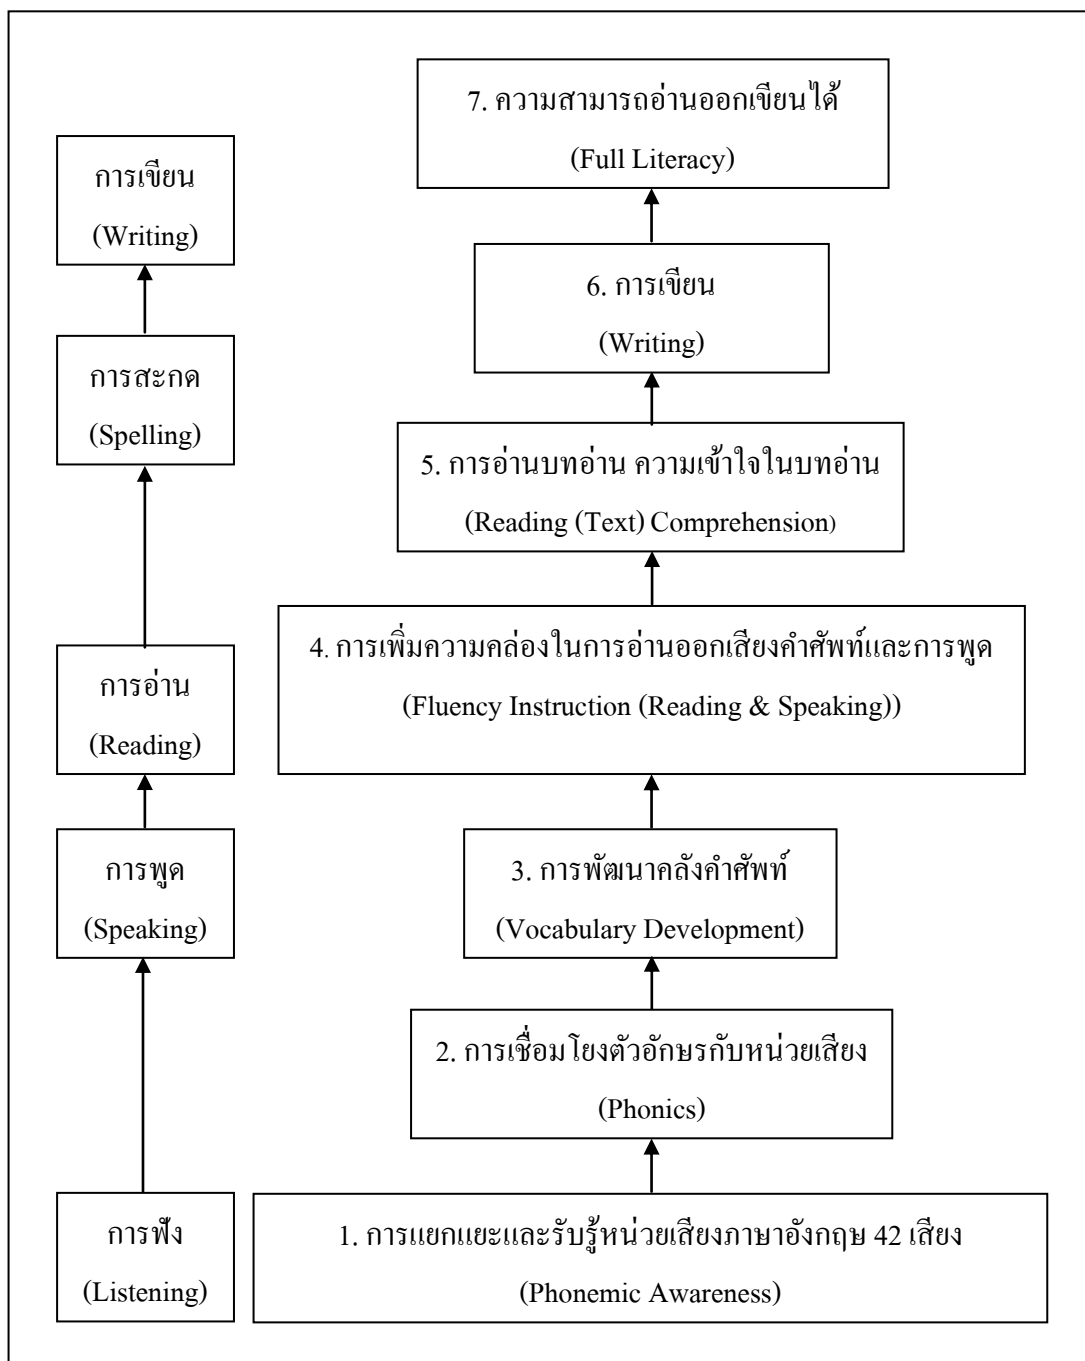 7. ความสามารถอ่านออกเขียนได้
(Full Literacy)
การเขียน
(Writing)
6. การเขียน
(Writing)
การสะกด
(Spelling)
5. การอ่านบทอ่าน ความเข้าใจในบทอ่าน
(Reading (Text) Comprehension)
4. การเพิ่มความคล่องในการอ่านออกเสียงคำศัพท์และการพูด
(Fluency Instruction (Reading & Speaking))
การอ่าน
(Reading)
การพูด
(Speaking)
3. การพัฒนาคลังคำศัพท์
(Vocabulary Development)
2. การเชื่อมโยงตัวอักษรกับหน่วยเสียง
(Phonics)
การฟัง
(Listening)
1. การแยกแยะและรับรู้หน่วยเสียงภาษาอังกฤษ 42 เสียง
(Phonemic Awareness)